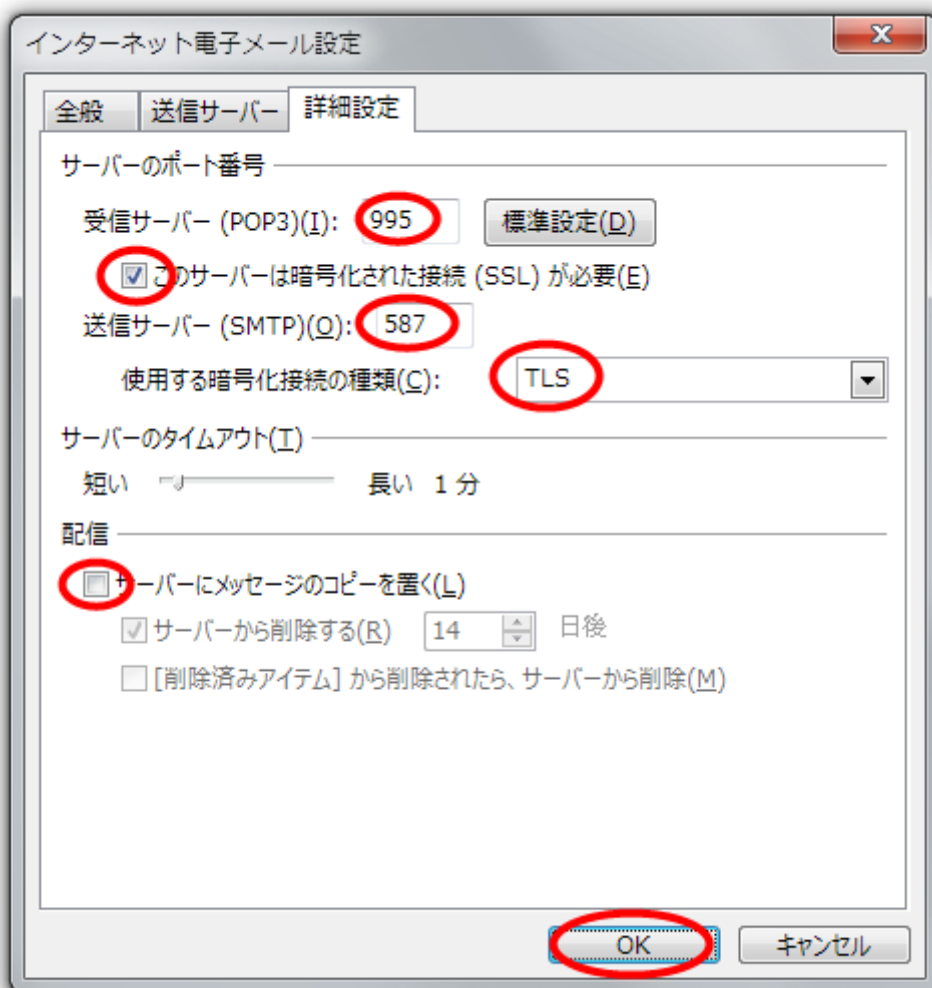 インターネット電子メール設定
全般 送信サーバー 詳細設定
サーバーのポート番号
受信サーバー (POP3)(I): 995 標準設定(D)
このサーバーは暗号化された接続 (SSL) が必要(E)
送信サーバー (SMTP)(O): 587
使用する暗号化接続の種類(C): TLS
サーバーのタイムアウト(T)
短い 長い 1 分
配信
サーバーにメッセージのコピーを置く(L)
サーバーから削除する(R) 14 日後
[削除済みアイテム] から削除されたら、サーバーから削除(M)
OK キャンセル